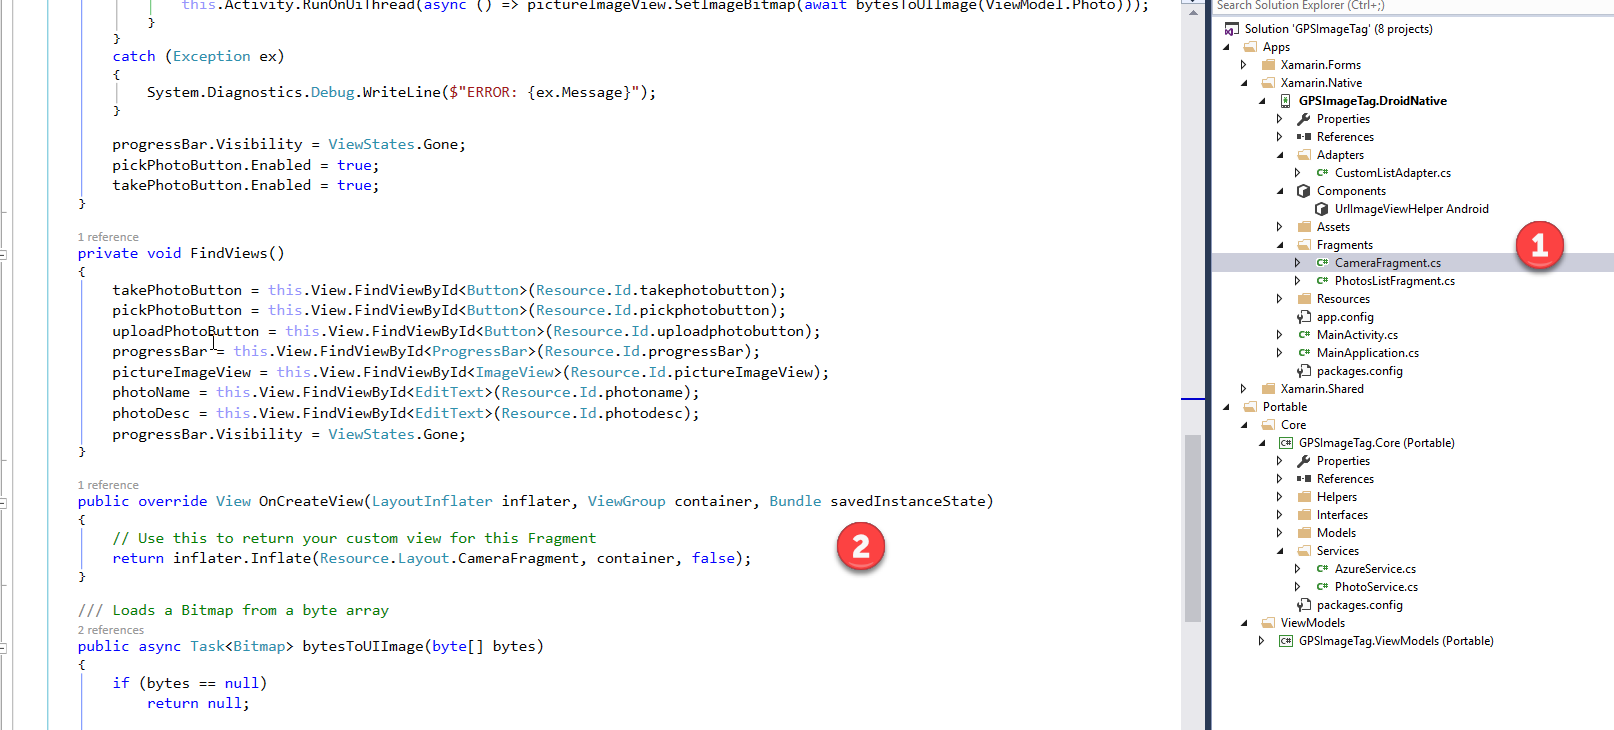 this.Activity.RunOnUiThread(async () => pictureImageView.SetImageBitmap(await bytesToUIImage(ViewModel.Photo)));
}
}
catch (Exception ex)
{
System.Diagnostics.Debug.WriteLine($"ERROR: {ex.Message}");
}
progressBar.Visibility = ViewStates.Gone;
pickPhotoButton.Enabled = true;
takePhotoButton.Enabled = true;
}
1 reference
private void FindViews()
{
takePhotoButton = this.View.FindViewById<Button>(Resource.Id.takephotobutton);
pickPhotoButton = this.View.FindViewById<Button>(Resource.Id.pickphotobutton);
uploadPhotoButton = this.View.FindViewById<Button>(Resource.Id.uploadphotobutton);
progressBar = this.View.FindViewById<ProgressBar>(Resource.Id.progressBar);
pictureImageView = this.View.FindViewById<ImageView>(Resource.Id.pictureImageView);
photoName = this.View.FindViewById<EditText>(Resource.Id.photoname);
photoDesc = this.View.FindViewById<EditText>(Resource.Id.photodesc);
progressBar.Visibility = ViewStates.Gone;
}
1 reference
public override View OnCreateView(LayoutInflater inflater, ViewGroup container, Bundle savedInstanceState)
{
// Use this to return your custom view for this Fragment
return inflater.Inflate(Resource.Layout.CameraFragment, container, false);
}
2
/// Loads a Bitmap from a byte array
2 references
public async Task<Bitmap> bytesToUIImage(byte[] bytes)
{
if (bytes == null)
return null;
Search Solution Explorer (Ctrl+;)
Solution 'GPSImageTag' (8 projects)
Apps
Xamarin.Forms
Xamarin.Native
GPSImageTag.DroidNative
Properties
References
Adapters
C# CustomListAdapter.cs
Components
UrlImageViewHelper Android
Assets
Fragments
1
C# CameraFragment.cs
C# PhotosListFragment.cs
Resources
app.config
C# MainActivity.cs
C# MainApplication.cs
packages.config
Xamarin.Shared
Portable
Core
C# GPSImageTag.Core (Portable)
Properties
References
Helpers
Interfaces
Models
Services
C# AzureService.cs
C# PhotoService.cs
packages.config
ViewModels
C# GPSImageTag.ViewModels (Portable)